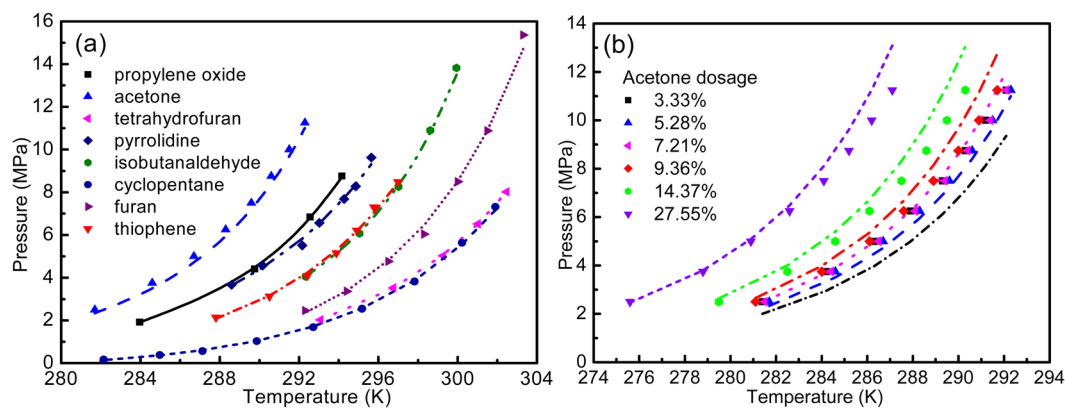 (a)
propylene oxide
acetone
tetrahydrofuran
pyrrolidine
isobutanaldehyde
cyclopentane
furan
thiophene
16
14
12
10
8
6
4
2
0
Pressure (MPa)
280
284
288
292
296
300
304
Temperature (K)
(b)
Acetone dosage
3.33%
5.28%
7.21%
9.36%
14.37%
27.55%
14
12
10
8
6
4
2
0
Pressure (MPa)
274
276
278
280
282
284
286
288
290
292
294
Temperature (K)